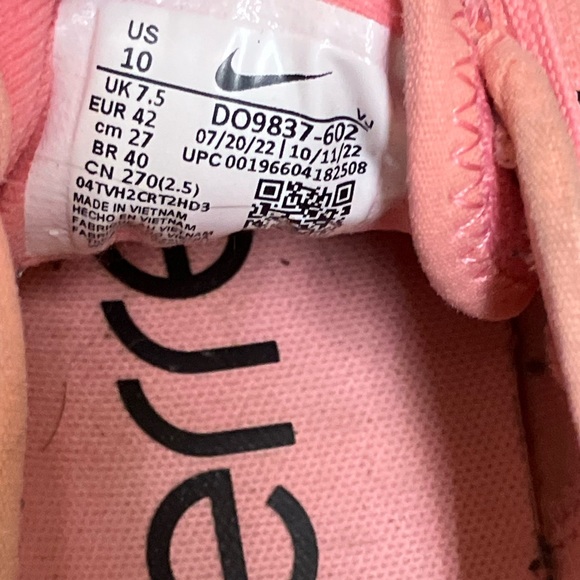 US
10
UK 7.5
EUR 42
cm 27
BR 40
CN 270(2.5)
DO9837-602
07/20/22 | 10/11/22
UPC 00196604182508
04TVH2CRT2HD3
MADE IN VIETNAM
HECHO EN VIETNAM
erre